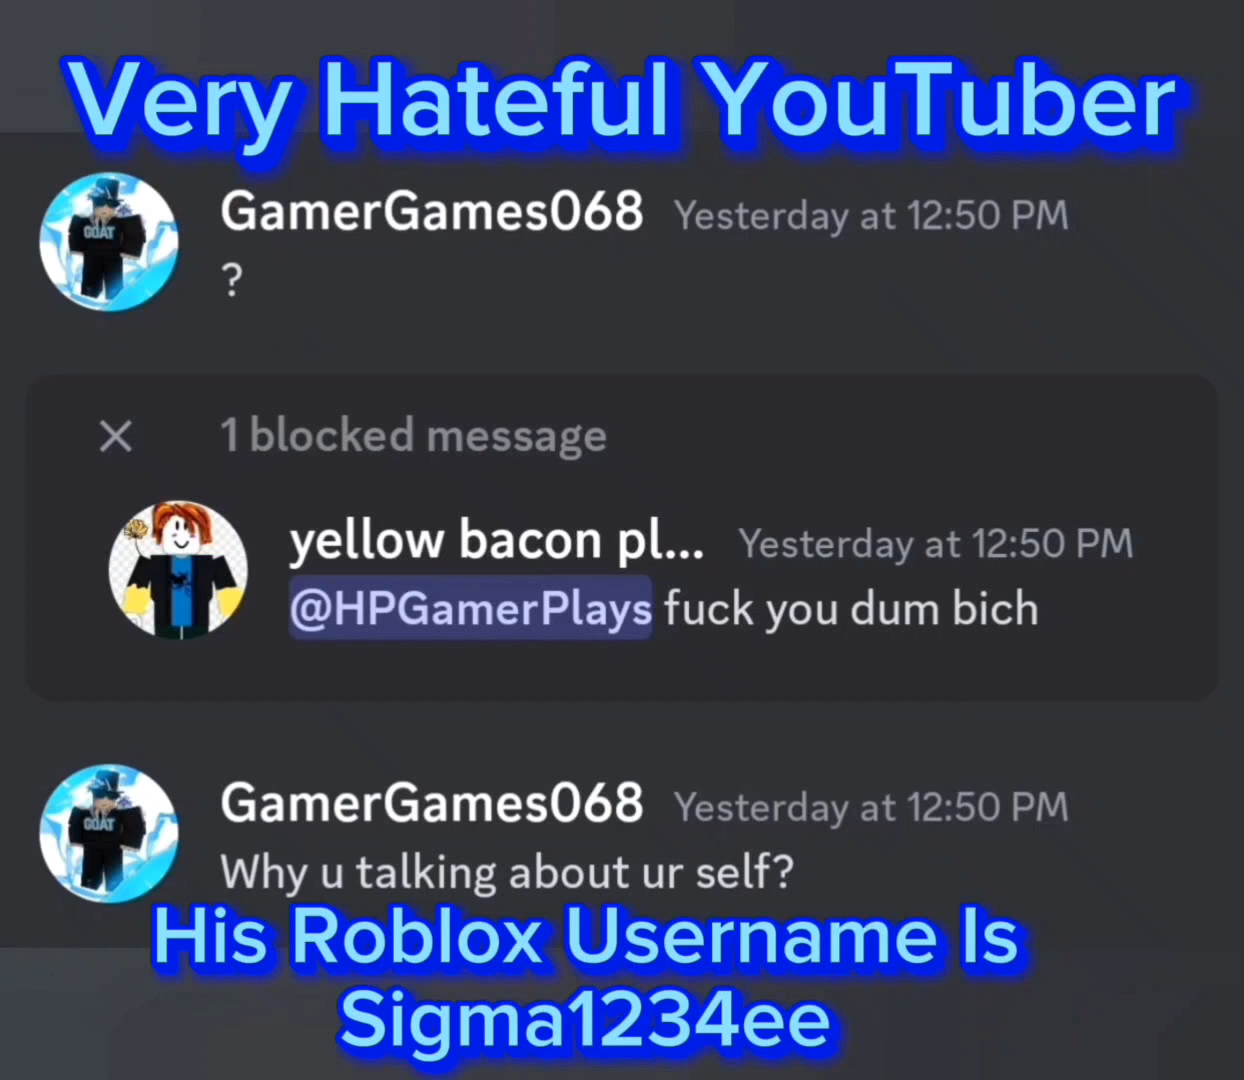 Very Hateful YouTuber
GamerGames068 Yesterday at 12:50 PM
GOAT
?
1 blocked message
yellow bacon pl... Yesterday at 12:50 PM
@HPGamerPlays fuck you dum bich
GamerGames068 Yesterday at 12:50 PM
GOAT
Why u talking about ur self?
His Roblox Username Is
Sigma1234ee